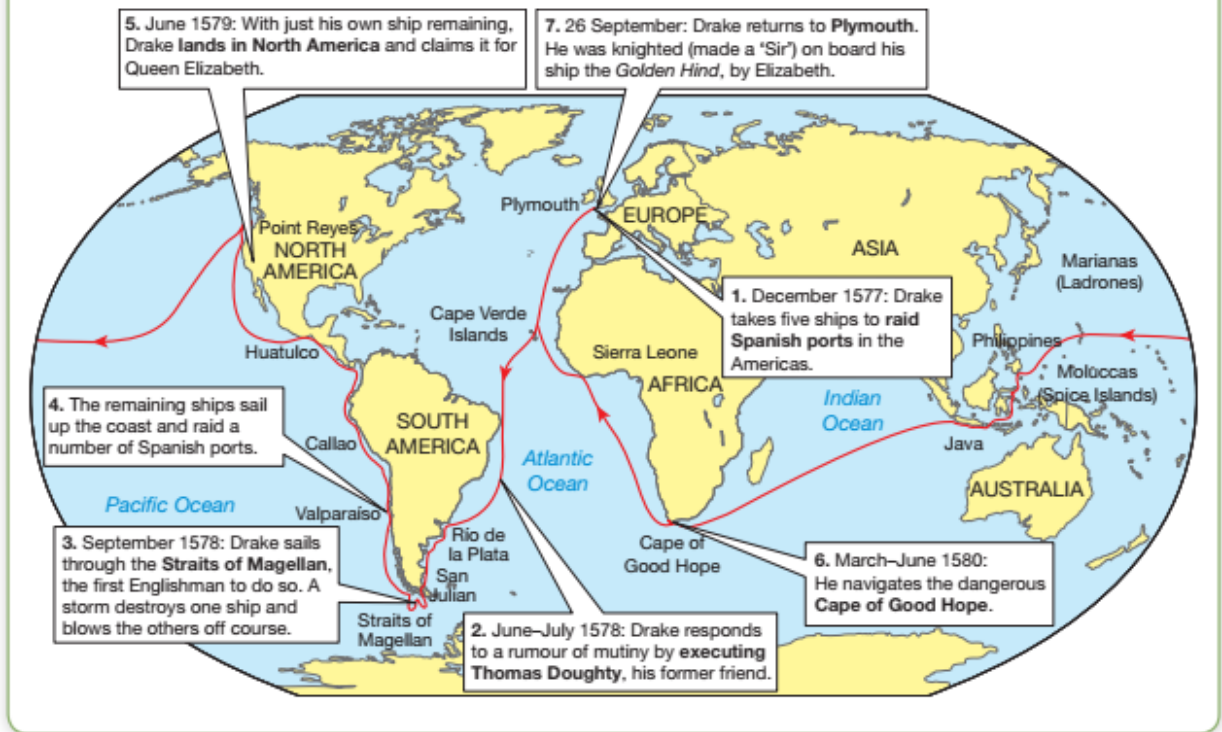 5. June 1579: With just his own ship remaining,
Drake lands in North America and claims it for
Queen Elizabeth.
7. 26 September: Drake returns to Plymouth.
He was knighted (made a ‘Sir’) on board his
ship the Golden Hind, by Elizabeth.
Plymouth
EUROPE
ASIA
Point Reyes
NORTH
AMERICA
Marianas
(Ladrones)
1. December 1577: Drake
takes five ships to raid
Spanish ports in the
Americas.
Cape Verde
Islands
Huatulco
Sierra Leone
AFRICA
Philippines
Moluccas
(Spice Islands)
4. The remaining ships sail
up the coast and raid a
number of Spanish ports.
SOUTH
AMERICA
Indian
Ocean
Callao
Java
Atlantic
Ocean
AUSTRALIA
Pacific Ocean
Valparaíso
3. September 1578: Drake sails
through the Straits of Magellan,
the first Englishman to do so. A
storm destroys one ship and
blows the others off course.
Rio de
la Plata
San
Julian
Cape of
Good Hope
6. March–June 1580:
He navigates the dangerous
Cape of Good Hope.
Straits of
Magellan
2. June–July 1578: Drake responds
to a rumour of mutiny by executing
Thomas Doughty, his former friend.